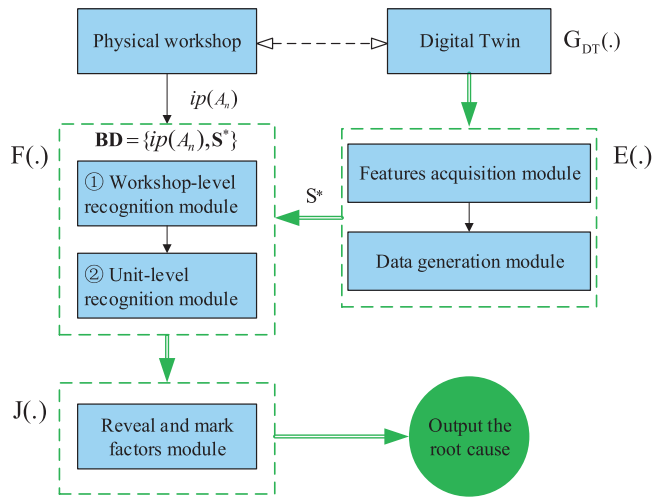 Physical workshop
Digital Twin
G_DT(.)
ip(A_n)
F(.)
BD={ip(A_n),S*}
① Workshop-level
recognition module
② Unit-level
recognition module
S*
E(.)
Features acquisition module
Data generation module
J(.)
Reveal and mark
factors module
Output the
root cause